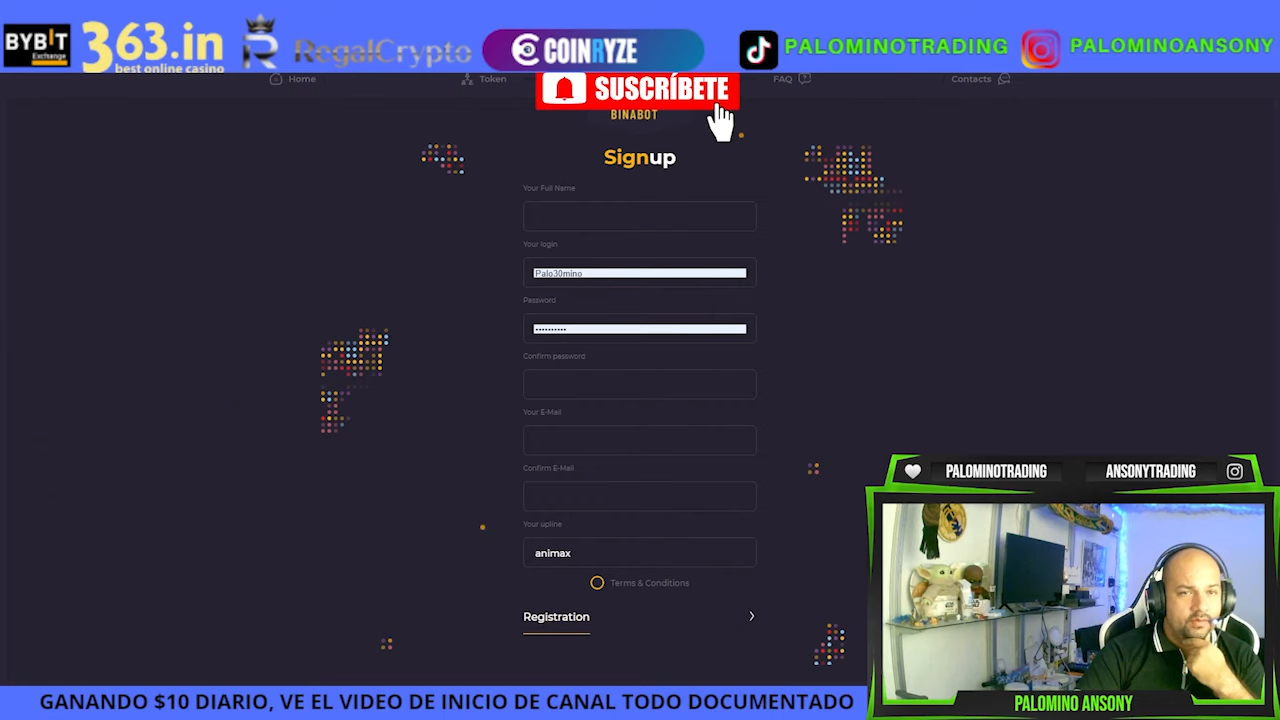 BYBIT
Exchange
363.in
best online casino
RegalCrypto
COINRYZE
PALOMINOTRADING
PALOMINOANSONY
Home
Token
FAQ
Contacts
SUSCRÍBETE
BINABOT
Signup
Your Full Name
Your login
Palo30mino
Password
••••••••••
Confirm password
Your E-Mail
Confirm E-Mail
Your upline
animax
Terms & Conditions
Registration
PALOMINOTRADING
ANSONYTRADING
PALOMINO ANSONY
GANANDO $10 DIARIO, VE EL VIDEO DE INICIO DE CANAL TODO DOCUMENTADO